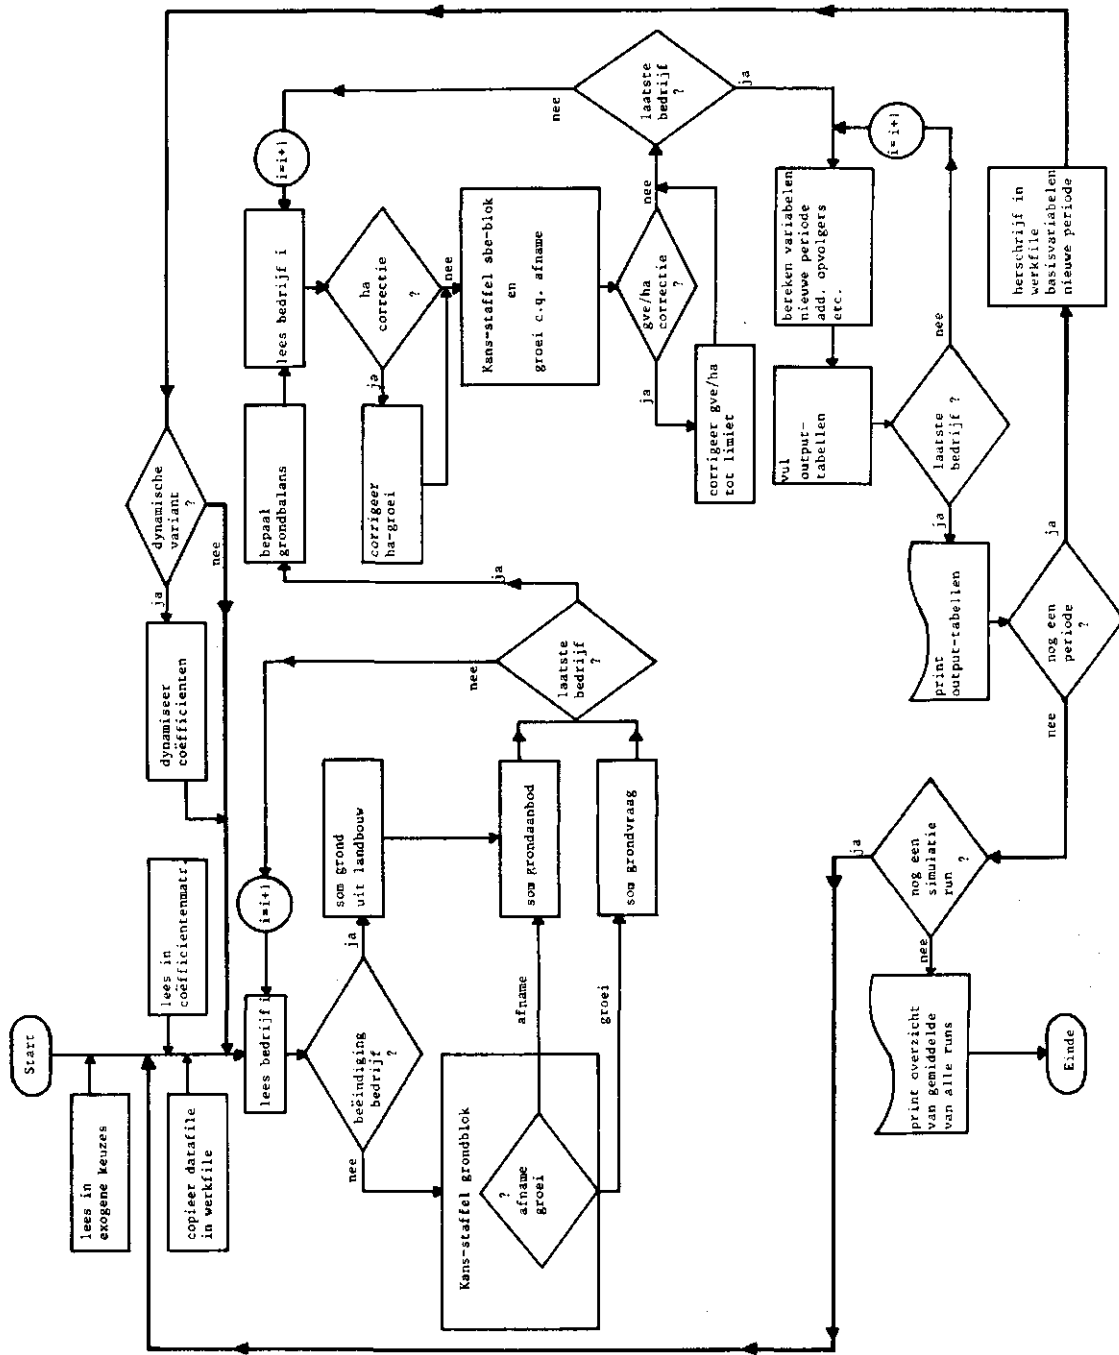 Start
lees in
exogene keuzes
copieer datafile
in werkfile
lees in
coëfficientenmatr.
lees bedrijf i
i=i+1
beëindiging
bedrijf
?
ja
nee
som grond
uit landbouw
Kans-staffel grondblok
?
afname
groei
afname
groei
som grondaanbod
som grondvraag
laatste
bedrijf
?
nee
ja
dynamiseer
coëfficienten
ja
dynamische
variant
?
nee
bepaal
grondbalans
lees bedrijf i
i=i+1
ha
correctie
?
ja
nee
corrigeer
ha-groei
Kans-staffel sbe-blok
en
groei c.q. afname
gve/ha
correctie
?
ja
nee
corrigeer gve/ha
tot limiet
laatste
bedrijf
?
nee
ja
bereken variabelen
nieuwe periode
add, opvolgers
etc.
i=i+1
vul
output-
tabellen
laatste
bedrijf ?
nee
ja
print
output-tabellen
nog een
periode
?
ja
nee
herschrijf in
werkfile
basisvariabelen
nieuwe periode
nog een
simulatie
run
?
ja
nee
print overzicht
van gemiddelde
van alle runs
Einde